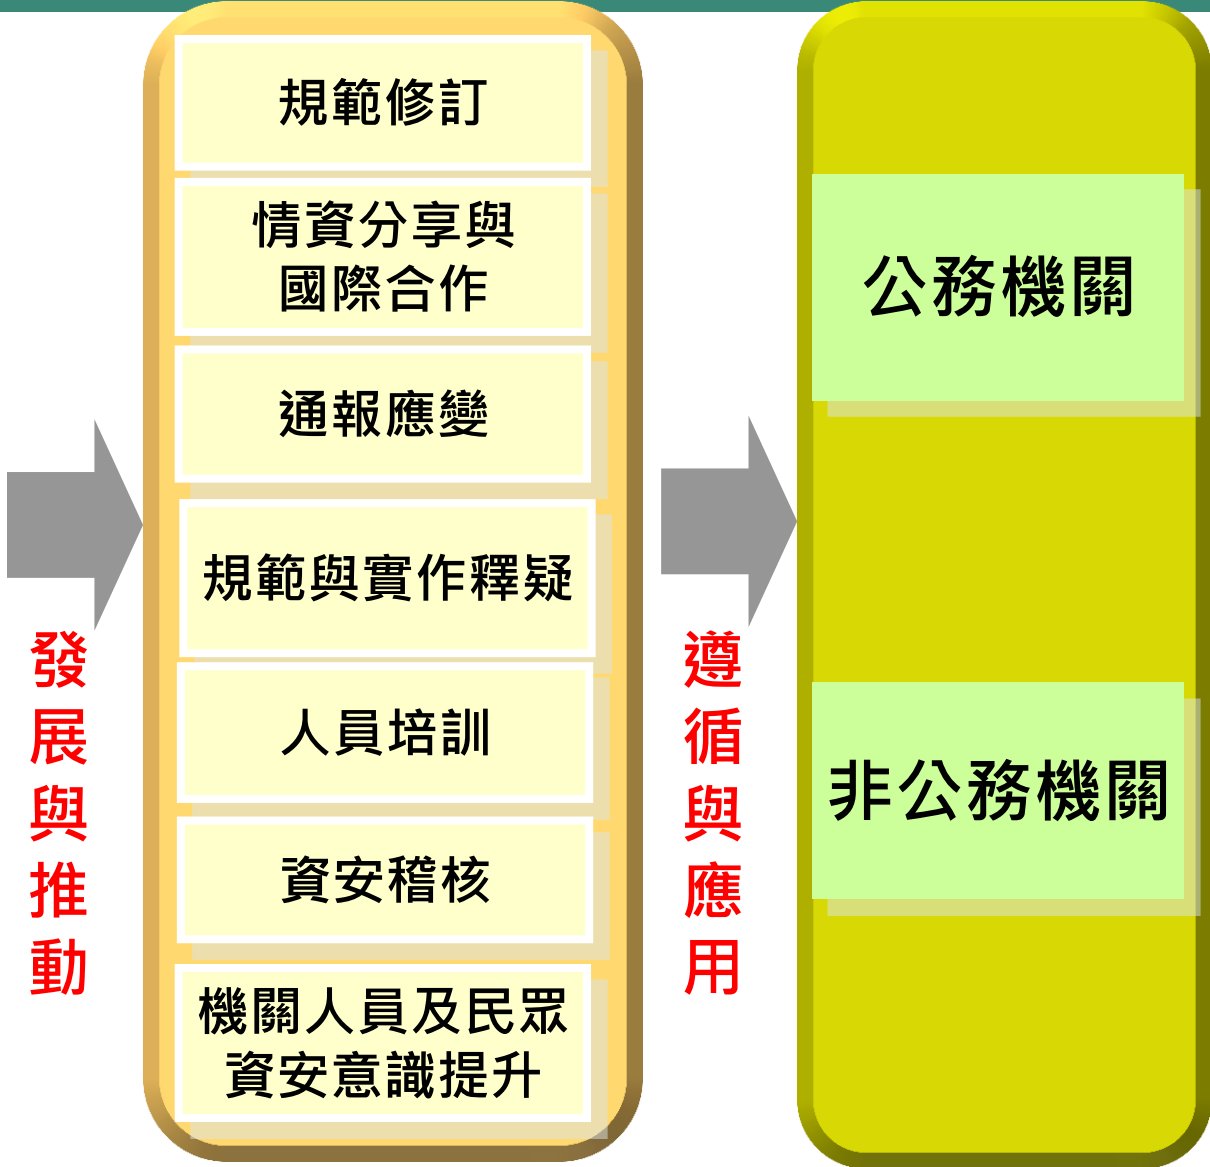 發展與推動
規範修訂
情資分享與
國際合作
通報應變
規範與實作釋疑
人員培訓
資安稽核
機關人員及民眾
資安意識提升
遵循與應用
公務機關
非公務機關